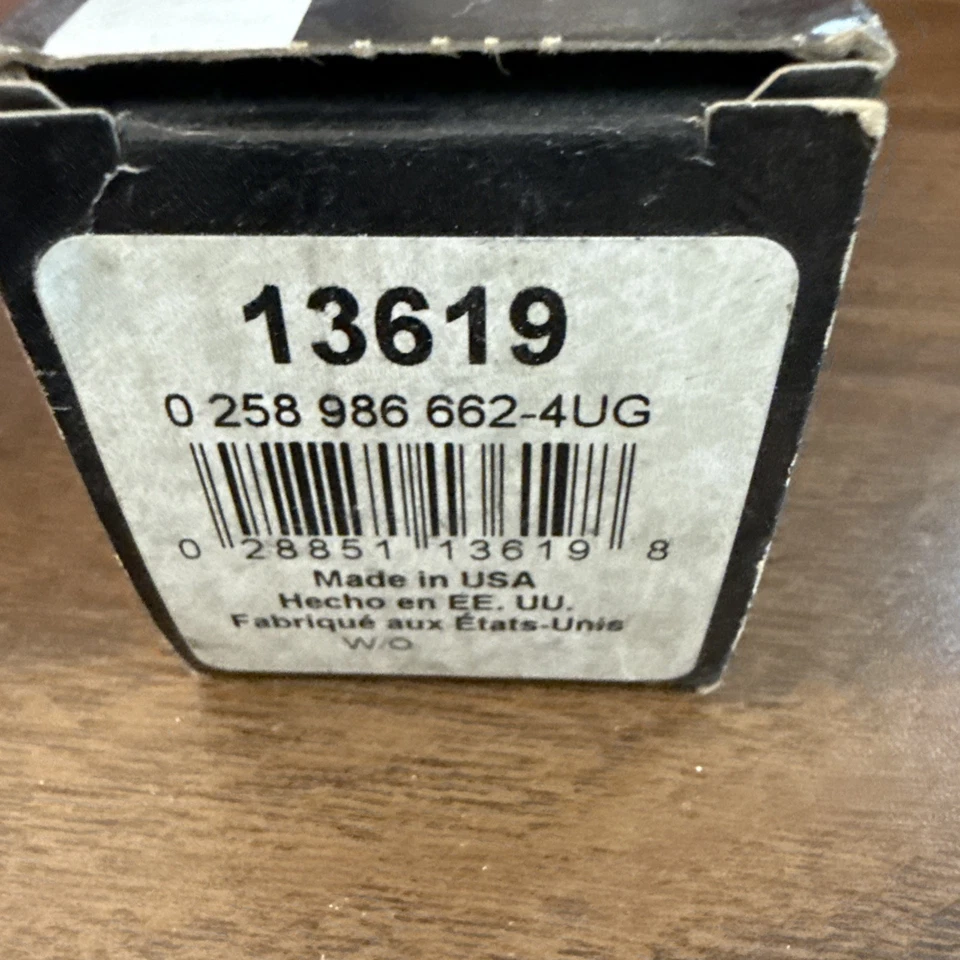 13619
0 258 986 662-4UG
0 28851 13619 8
Made in USA
Hecho en EE. UU.
Fabriqué aux États-Unis
W/O